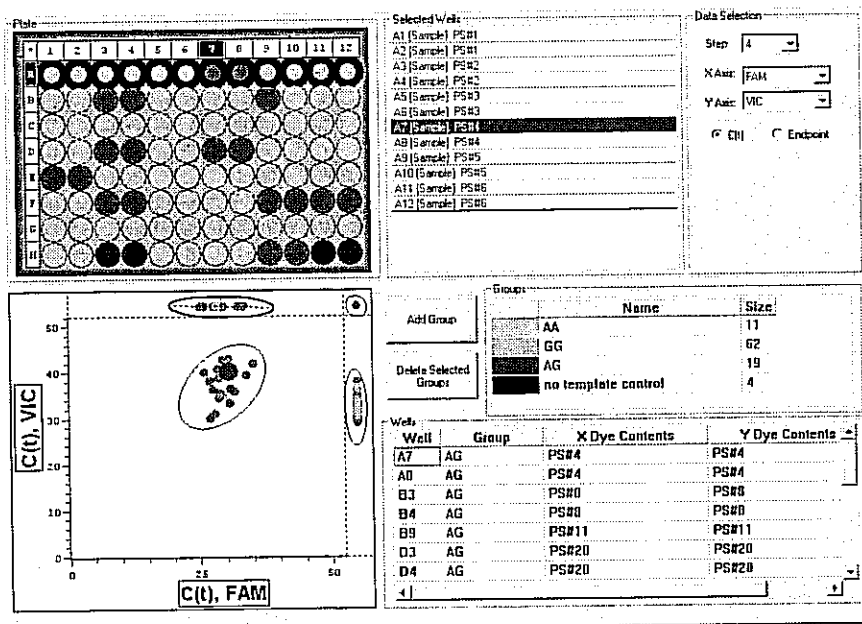 Plate
* 1 2 3 4 5 6 7 8 9 10 11 12
A
B
C
D
E
F
G
H
Selected Wells
A1 (Sample) PS#1
A2 (Sample) PS#1
A3 (Sample) PS#2
A4 (Sample) PS#2
A5 (Sample) PS#3
A6 (Sample) PS#3
A7 (Sample) PS#4
A8 (Sample) PS#4
A9 (Sample) PS#5
A10 (Sample) PS#5
A11 (Sample) PS#6
A12 (Sample) PS#6
Data Selection
Step: 4
X Axis: FAM
Y Axis: VIC
C(t) Endpoint
C(t), VIC
50
40
30
20
10
0
0 25 50
C(t), FAM
Add Group
Delete Selected
Groups
Groups
Name Size
AA 11
GG 62
AG 19
no template control 4
Wells
Well Group X Dye Contents Y Dye Contents
A7 AG PS#4 PS#4
A8 AG PS#4 PS#4
B3 AG PS#8 PS#8
B4 AG PS#8 PS#8
B9 AG PS#11 PS#11
D3 AG PS#20 PS#20
D4 AG PS#20 PS#20